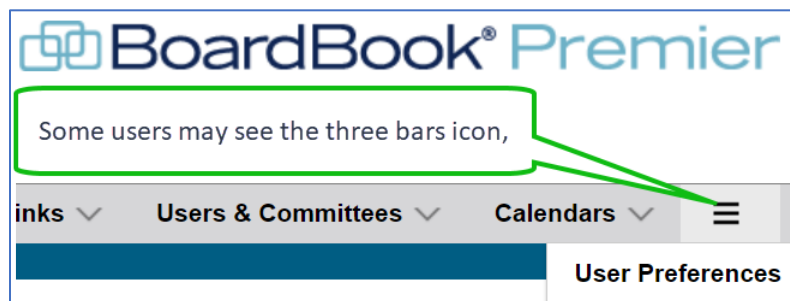 BoardBook® Premier
Some users may see the three bars icon,
inks Users & Committees Calendars
User Preferences